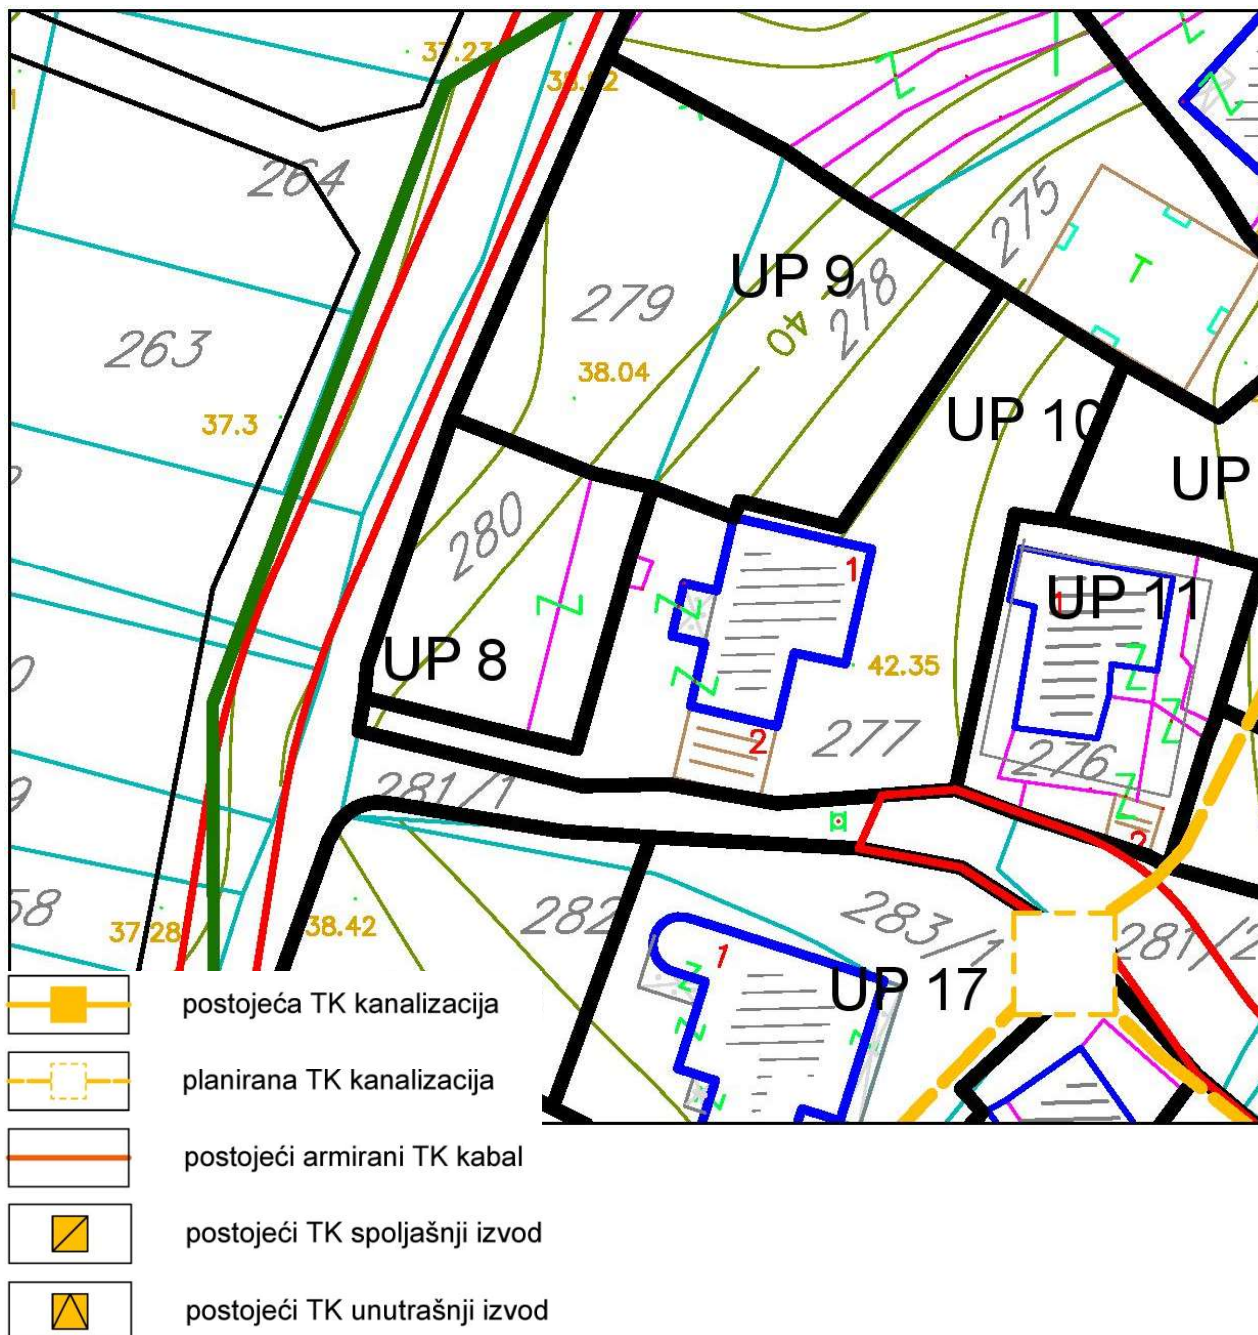 37.23
38.92
264
275
UP 9
279
278
263
40
T
38.04
37.3
UP 10
UP
280
1
UP 11
1
UP 8
42.35
2
277
276
281/1
2
282
283/1
281/2
58
37.28
38.42
1
UP 17
postojeća TK kanalizacija
planirana TK kanalizacija
postojeći armirani TK kabal
postojeći TK spoljašnji izvod
postojeći TK unutrašnji izvod